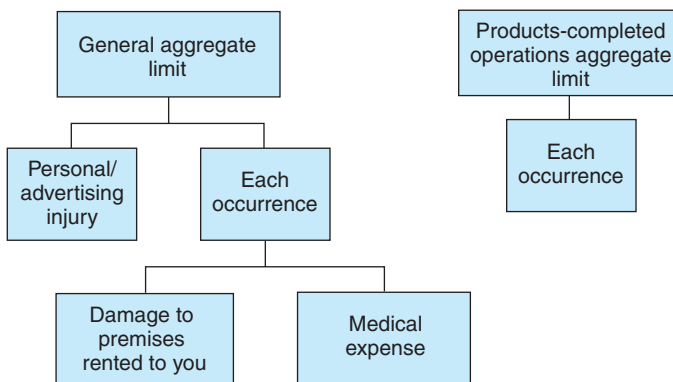 General aggregate
limit
Products-completed
operations aggregate
limit
Personal/
advertising
injury
Each
occurrence
Each
occurrence
Damage to
premises
rented to you
Medical
expense